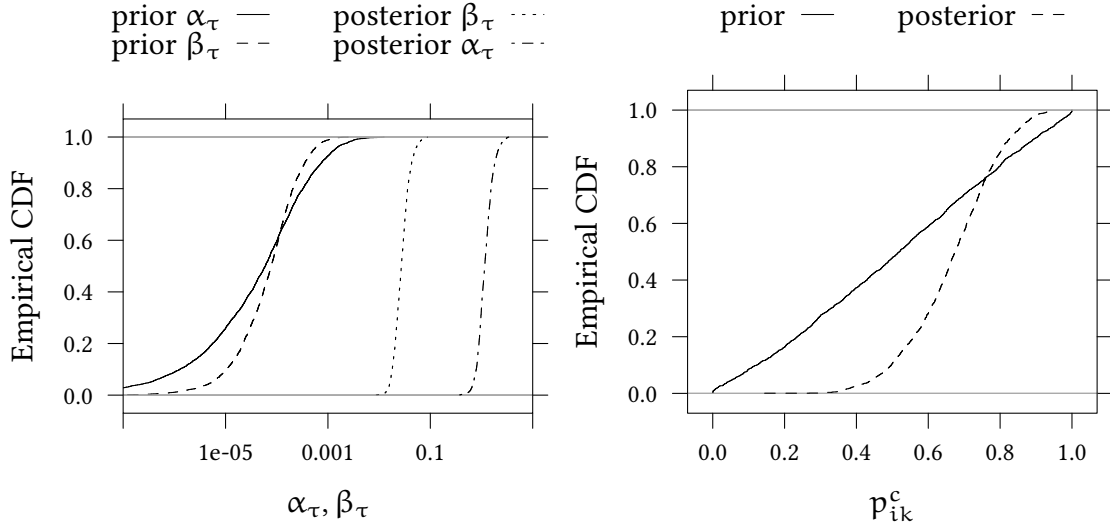 prior ατ posterior βτ
prior βτ posterior ατ
Empirical CDF
1.0
0.8
0.6
0.4
0.2
0.0
1e-05 0.001 0.1
ατ, βτ
prior posterior
Empirical CDF
1.0
0.8
0.6
0.4
0.2
0.0
0.0 0.2 0.4 0.6 0.8 1.0
p^c_ik